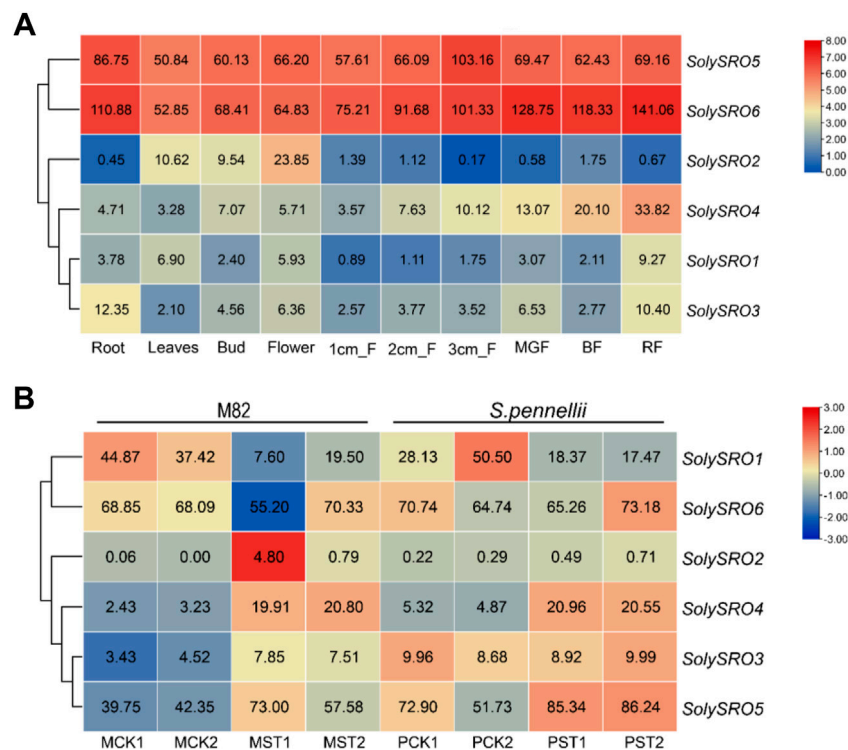 A
86.75 50.84 60.13 66.20 57.61 66.09 103.16 69.47 62.43 69.16 SolySRO5
110.88 52.85 68.41 64.83 75.21 91.68 101.33 128.75 118.33 141.06 SolySRO6
0.45 10.62 9.54 23.85 1.39 1.12 0.17 0.58 1.75 0.67 SolySRO2
4.71 3.28 7.07 5.71 3.57 7.63 10.12 13.07 20.10 33.82 SolySRO4
3.78 6.90 2.40 5.93 0.89 1.11 1.75 3.07 2.11 9.27 SolySRO1
12.35 2.10 4.56 6.36 2.57 3.77 3.52 6.53 2.77 10.40 SolySRO3
Root Leaves Bud Flower 1cm_F 2cm_F 3cm_F MGF BF RF
8.00
7.00
6.00
5.00
4.00
3.00
2.00
1.00
0.00
B
M82 S.pennellii
44.87 37.42 7.60 19.50 28.13 50.50 18.37 17.47 SolySRO1
68.85 68.09 55.20 70.33 70.74 64.74 65.26 73.18 SolySRO6
0.06 0.00 4.80 0.79 0.22 0.29 0.49 0.71 SolySRO2
2.43 3.23 19.91 20.80 5.32 4.87 20.96 20.55 SolySRO4
3.43 4.52 7.85 7.51 9.96 8.68 8.92 9.99 SolySRO3
39.75 42.35 73.00 57.58 72.90 51.73 85.34 86.24 SolySRO5
MCK1 MCK2 MST1 MST2 PCK1 PCK2 PST1 PST2
3.00
2.00
1.00
0.00
-1.00
-2.00
-3.00